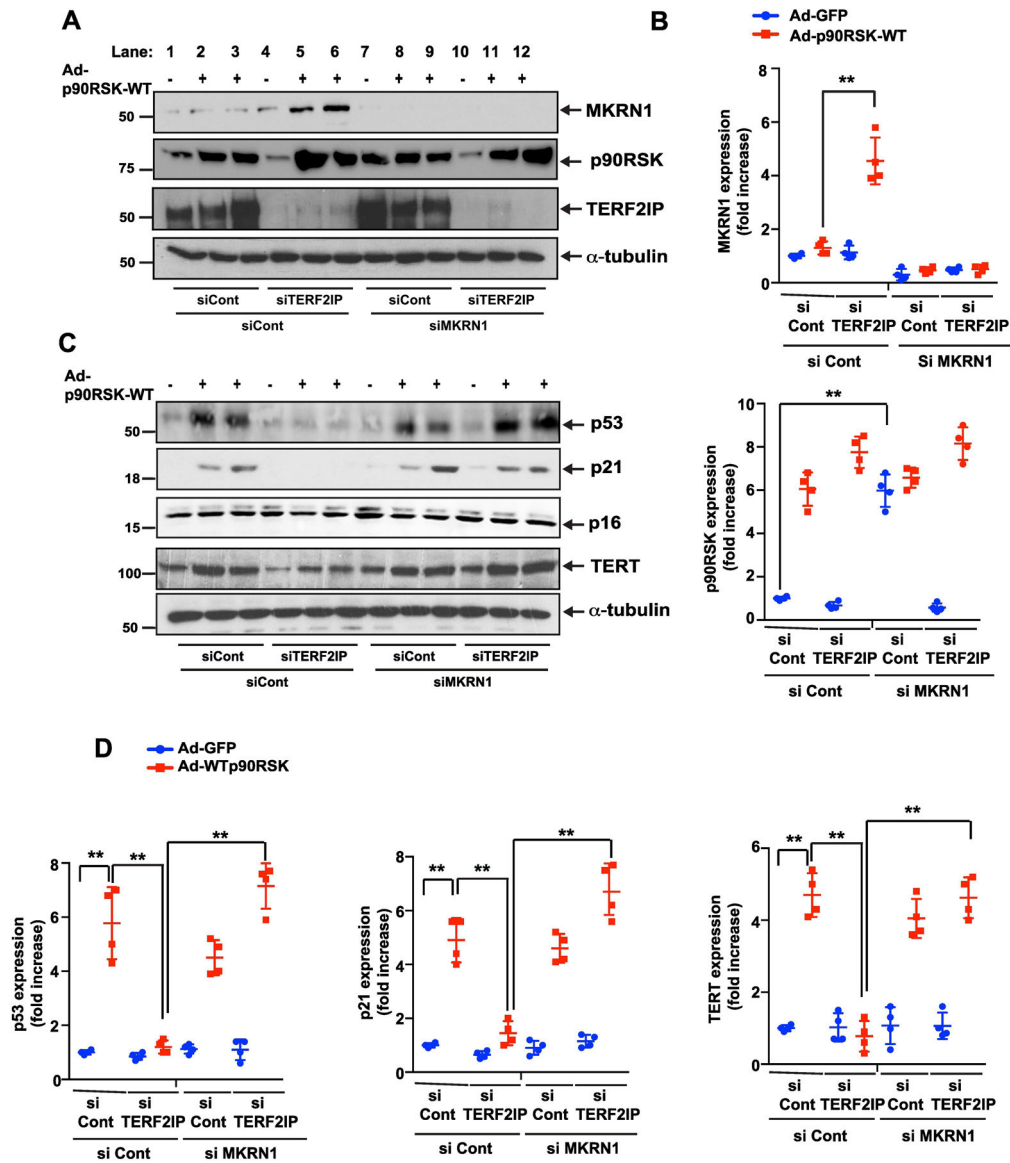 A
Lane: 1 2 3 4 5 6 7 8 9 10 11 12
Ad-
p90RSK-WT - + + - + + - + + - + +
50
MKRN1
75
p90RSK
50
TERF2IP
50
α-tubulin
siCont siTERF2IP siCont siTERF2IP
siCont siMKRN1
B
Ad-GFP
Ad-p90RSK-WT
MKRN1 expression
(fold increase)
8
6
4
2
0
**
si si si si
Cont TERF2IP Cont TERF2IP
si Cont Si MKRN1
p90RSK expression
(fold increase)
10
8
6
4
2
0
**
si si si si
Cont TERF2IP Cont TERF2IP
si Cont si MKRN1
C
Ad-
p90RSK-WT - + + - + + - + + - + +
50
p53
18
p21
15
p16
100
TERT
50
α-tubulin
siCont siTERF2IP siCont siTERF2IP
siCont siMKRN1
D
Ad-GFP
Ad-WTp90RSK
p53 expression
(fold increase)
8
6
4
2
0
** ** **
si si si si
Cont TERF2IP Cont TERF2IP
si Cont si MKRN1
p21 expression
(fold increase)
8
6
4
2
0
** ** **
si si si si
Cont TERF2IP Cont TERF2IP
si Cont si MKRN1
TERT expression
(fold increase)
6
4
2
0
** ** **
si si si si
Cont TERF2IP Cont TERF2IP
si Cont si MKRN1